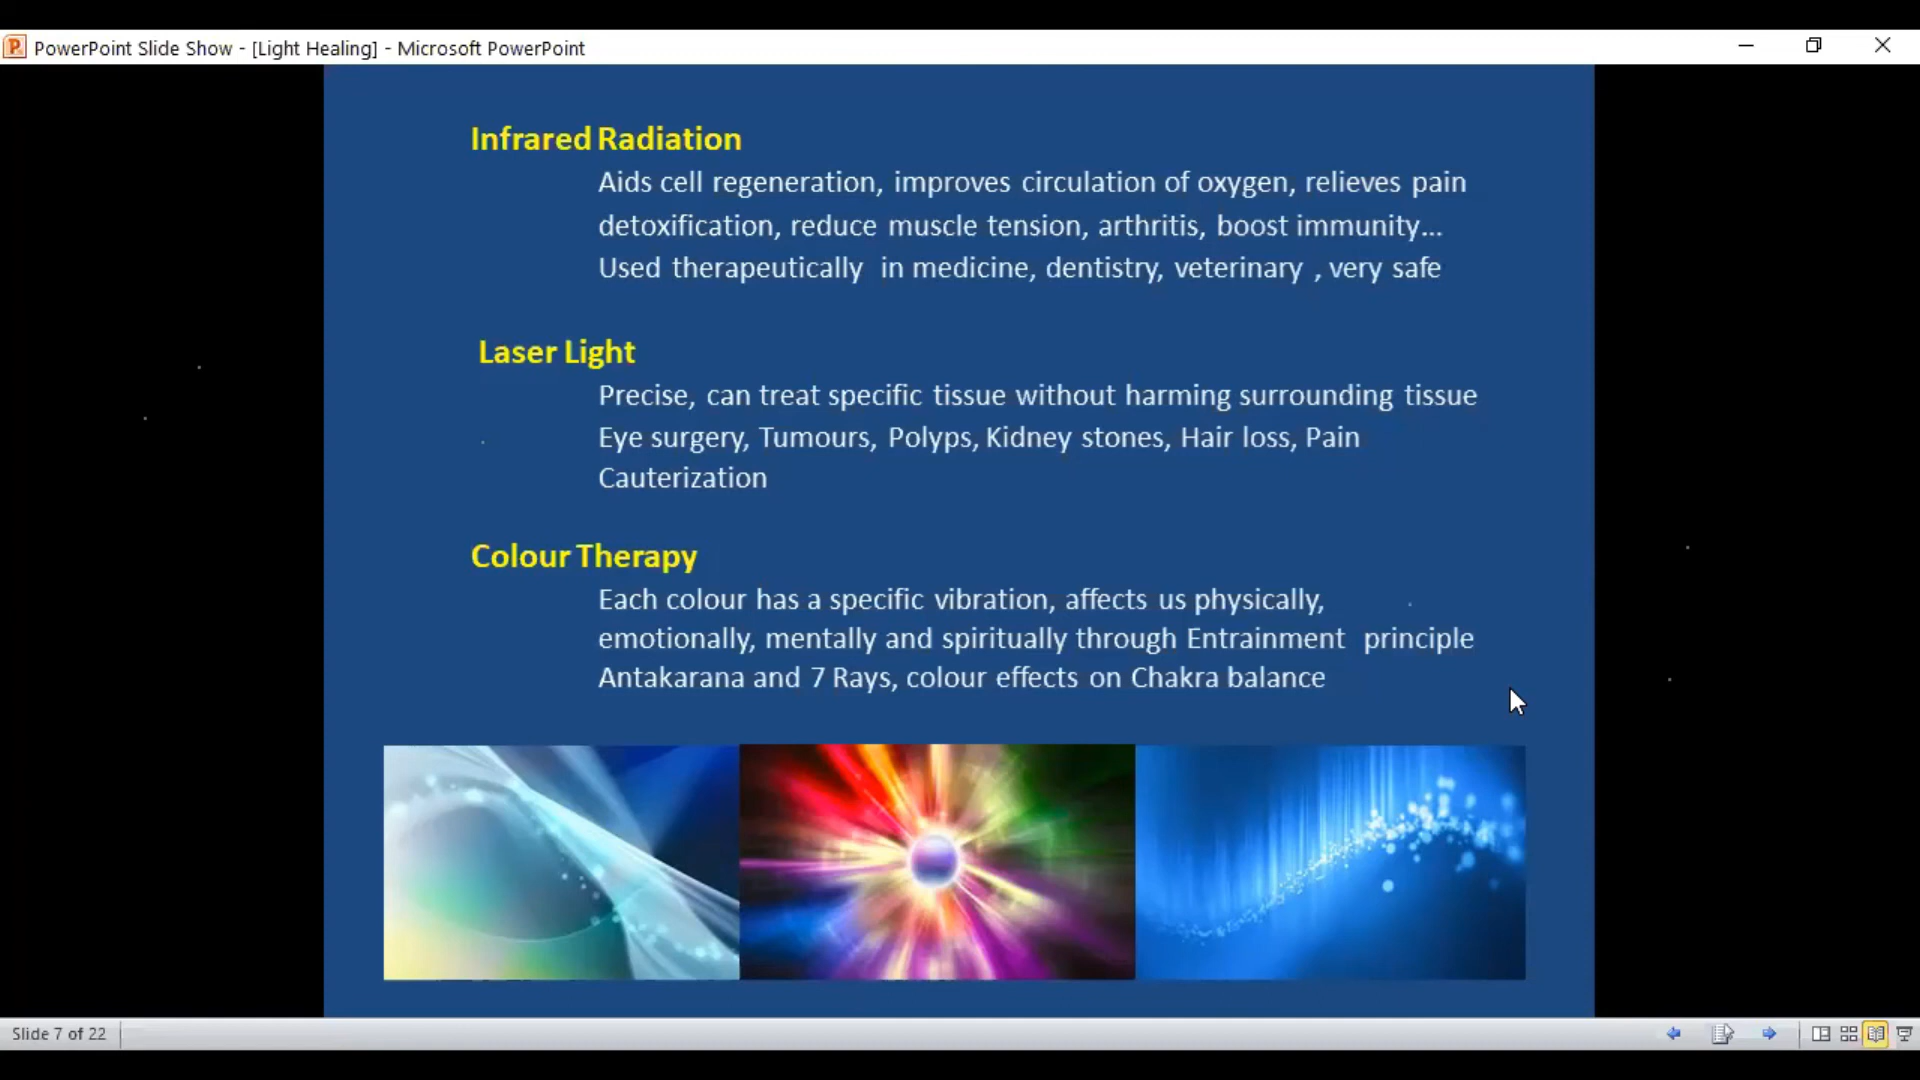 PowerPoint Slide Show - [Light Healing] - Microsoft PowerPoint
Infrared Radiation
Aids cell regeneration, improves circulation of oxygen, relieves pain
detoxification, reduce muscle tension, arthritis, boost immunity...
Used therapeutically in medicine, dentistry, veterinary , very safe
Laser Light
Precise, can treat specific tissue without harming surrounding tissue
Eye surgery, Tumours, Polyps, Kidney stones, Hair loss, Pain
Cauterization
Colour Therapy
Each colour has a specific vibration, affects us physically,
emotionally, mentally and spiritually through Entrainment principle
Antakarana and 7 Rays, colour effects on Chakra balance
Slide 7 of 22